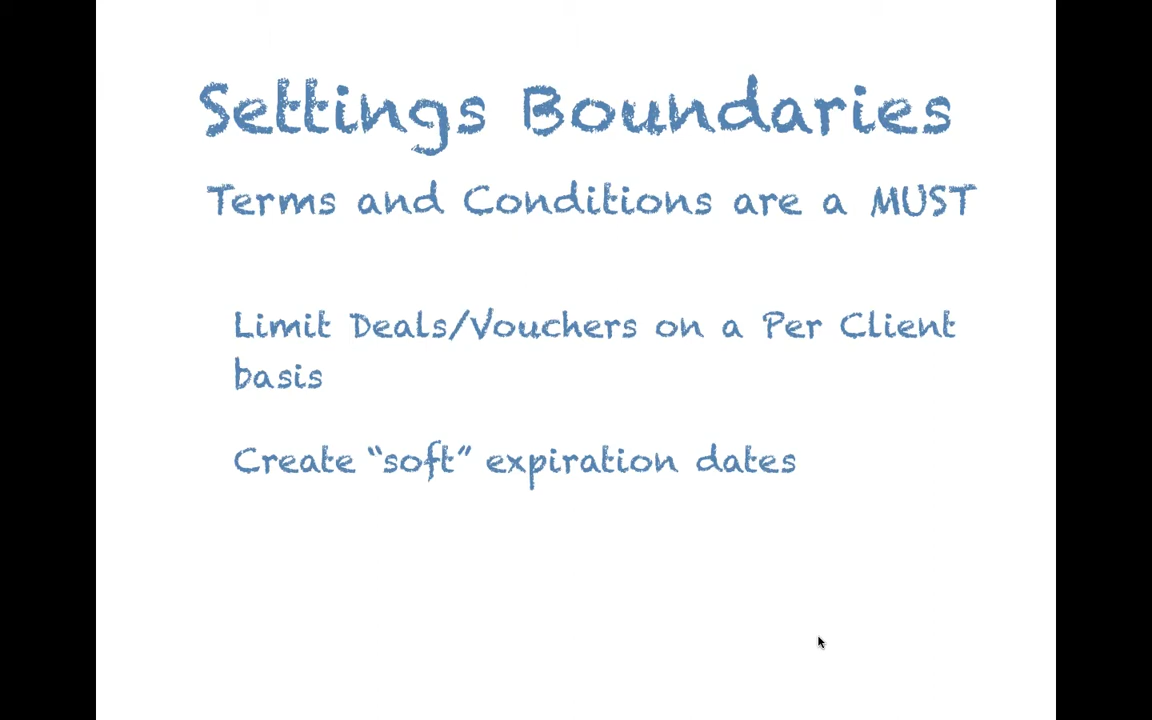 Settings Boundaries
Terms and Conditions are a MUST
Limit Deals/Vouchers on a Per Client
basis
Create “soft” expiration dates